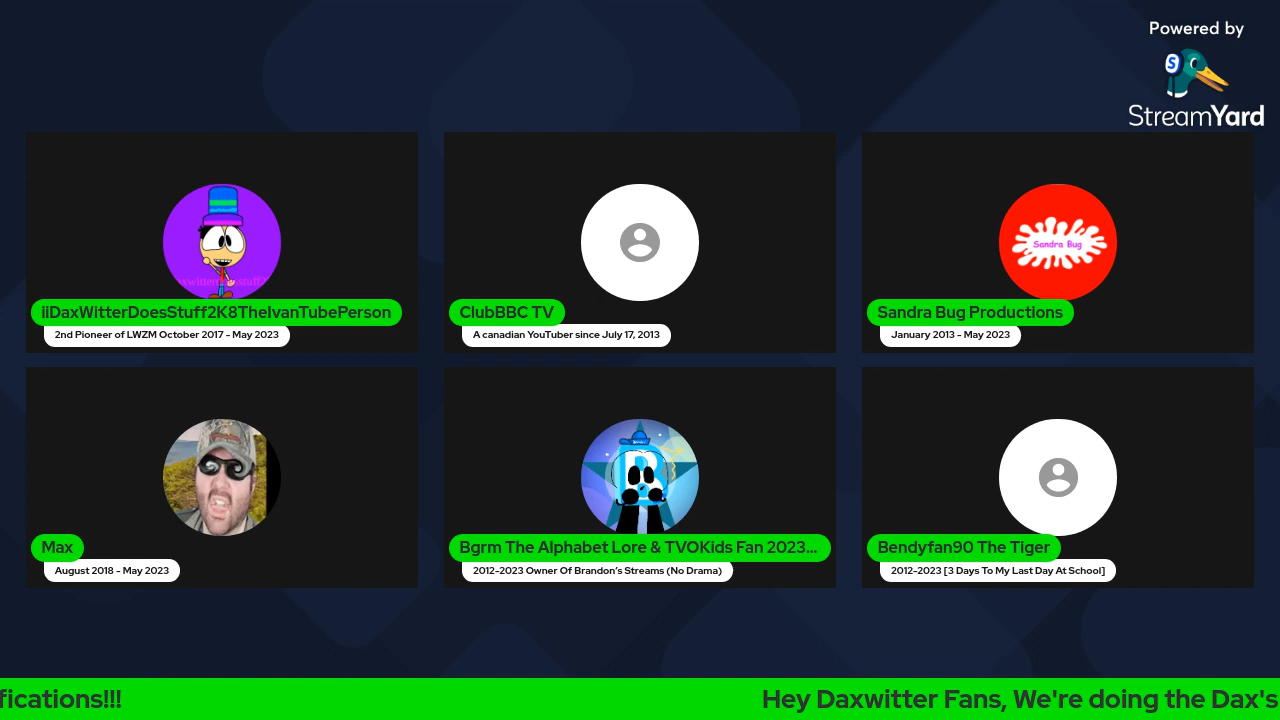 Powered by
S
StreamYard
iiDaxWitterDoesStuff2K8TheIvanTubePerson
2nd Pioneer of LWZM October 2017 - May 2023
ClubBBC TV
A canadian YouTuber since July 17, 2013
Sandra Bug
Sandra Bug Productions
January 2013 - May 2023
Max
August 2018 - May 2023
Bgrm The Alphabet Lore & TVOKids Fan 2023...
2012-2023 Owner Of Brandon's Streams (No Drama)
Bendyfan90 The Tiger
2012-2023 [3 Days To My Last Day At School]
fications!!! Hey Daxwitter Fans, We're doing the Dax's